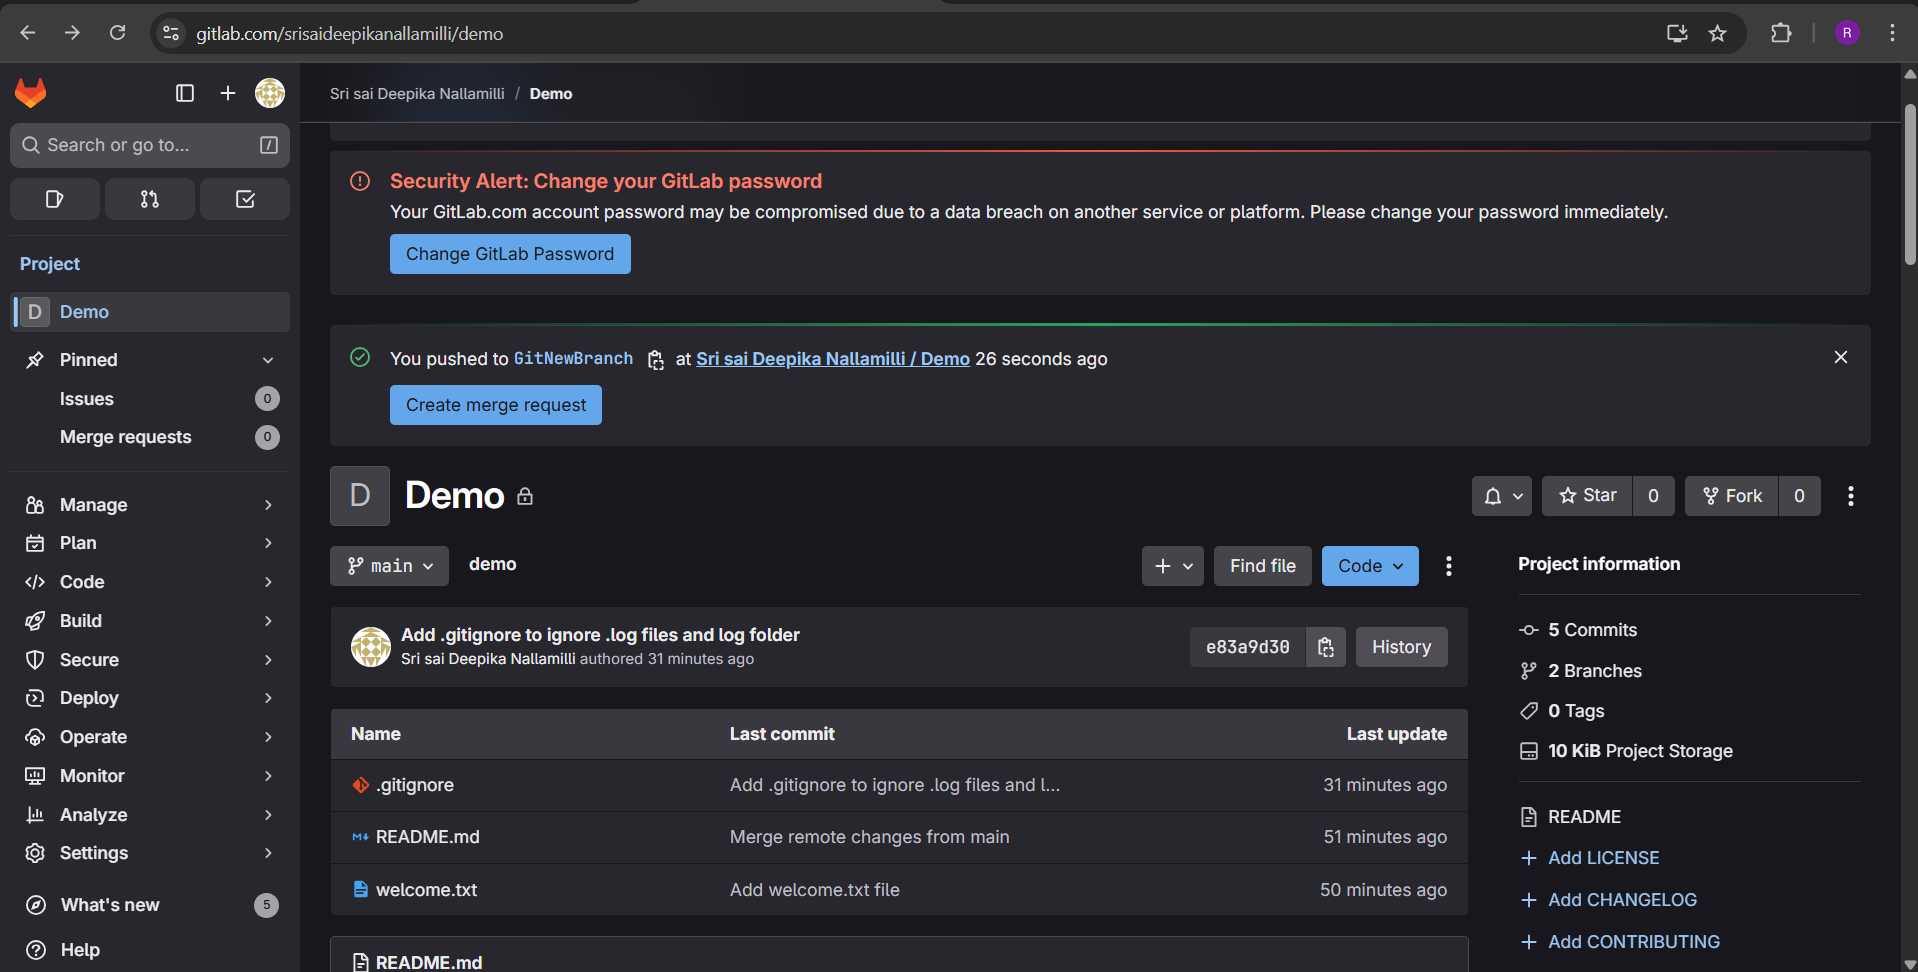 gitlab.com/srisaideepikanallamilli/demo
R
Sri sai Deepika Nallamilli / Demo
Search or go to...
/
Project
D Demo
Pinned
Issues 0
Merge requests 0
Manage
Plan
Code
Build
Secure
Deploy
Operate
Monitor
Analyze
Settings
What's new 5
Help
Security Alert: Change your GitLab password
Your GitLab.com account password may be compromised due to a data breach on another service or platform. Please change your password immediately.
Change GitLab Password
You pushed to GitNewBranch at Sri sai Deepika Nallamilli / Demo 26 seconds ago
Create merge request
D Demo
Star 0 Fork 0
main demo
Find file Code
Add .gitignore to ignore .log files and log folder
Sri sai Deepika Nallamilli authored 31 minutes ago
e83a9d30 History
Name Last commit Last update
.gitignore Add .gitignore to ignore .log files and l... 31 minutes ago
README.md Merge remote changes from main 51 minutes ago
welcome.txt Add welcome.txt file 50 minutes ago
README.md
Project information
5 Commits
2 Branches
0 Tags
10 KiB Project Storage
README
Add LICENSE
Add CHANGELOG
Add CONTRIBUTING